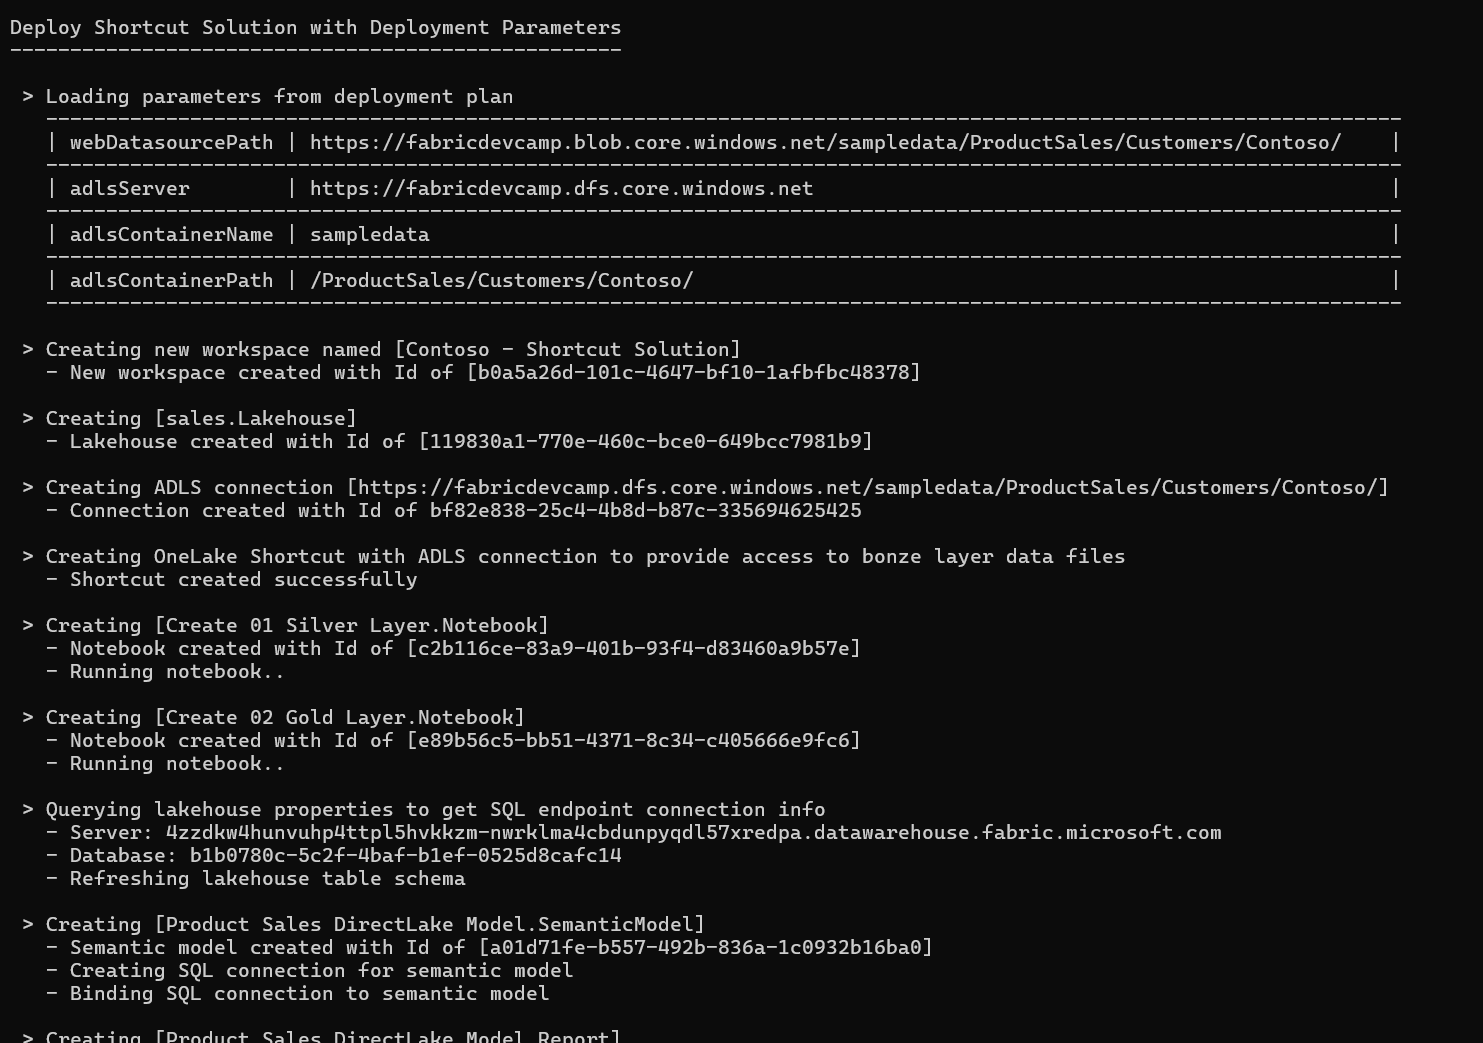 Deploy Shortcut Solution with Deployment Parameters
---------------------------------------------------
> Loading parameters from deployment plan
| webDatasourcePath | https://fabricdevcamp.blob.core.windows.net/sampledata/ProductSales/Customers/Contoso/ |
| adlsServer | https://fabricdevcamp.dfs.core.windows.net |
| adlsContainerName | sampledata |
| adlsContainerPath | /ProductSales/Customers/Contoso/ |
> Creating new workspace named [Contoso - Shortcut Solution]
- New workspace created with Id of [b0a5a26d-101c-4647-bf10-1afbfbc48378]
> Creating [sales.Lakehouse]
- Lakehouse created with Id of [119830a1-770e-460c-bce0-649bcc7981b9]
> Creating ADLS connection [https://fabricdevcamp.dfs.core.windows.net/sampledata/ProductSales/Customers/Contoso/]
- Connection created with Id of bf82e838-25c4-4b8d-b87c-335694625425
> Creating OneLake Shortcut with ADLS connection to provide access to bonze layer data files
- Shortcut created successfully
> Creating [Create 01 Silver Layer.Notebook]
- Notebook created with Id of [c2b116ce-83a9-401b-93f4-d83460a9b57e]
- Running notebook..
> Creating [Create 02 Gold Layer.Notebook]
- Notebook created with Id of [e89b56c5-bb51-4371-8c34-c405666e9fc6]
- Running notebook..
> Querying lakehouse properties to get SQL endpoint connection info
- Server: 4zzdkw4hunvuhp4ttpl5hvkkzm-nwrklma4cbdunpyqdl57xredpa.datawarehouse.fabric.microsoft.com
- Database: b1b0780c-5c2f-4baf-b1ef-0525d8cafc14
- Refreshing lakehouse table schema
> Creating [Product Sales DirectLake Model.SemanticModel]
- Semantic model created with Id of [a01d71fe-b557-492b-836a-1c0932b16ba0]
- Creating SQL connection for semantic model
- Binding SQL connection to semantic model
> Creating [Product Sales DirectLake Model.Report]